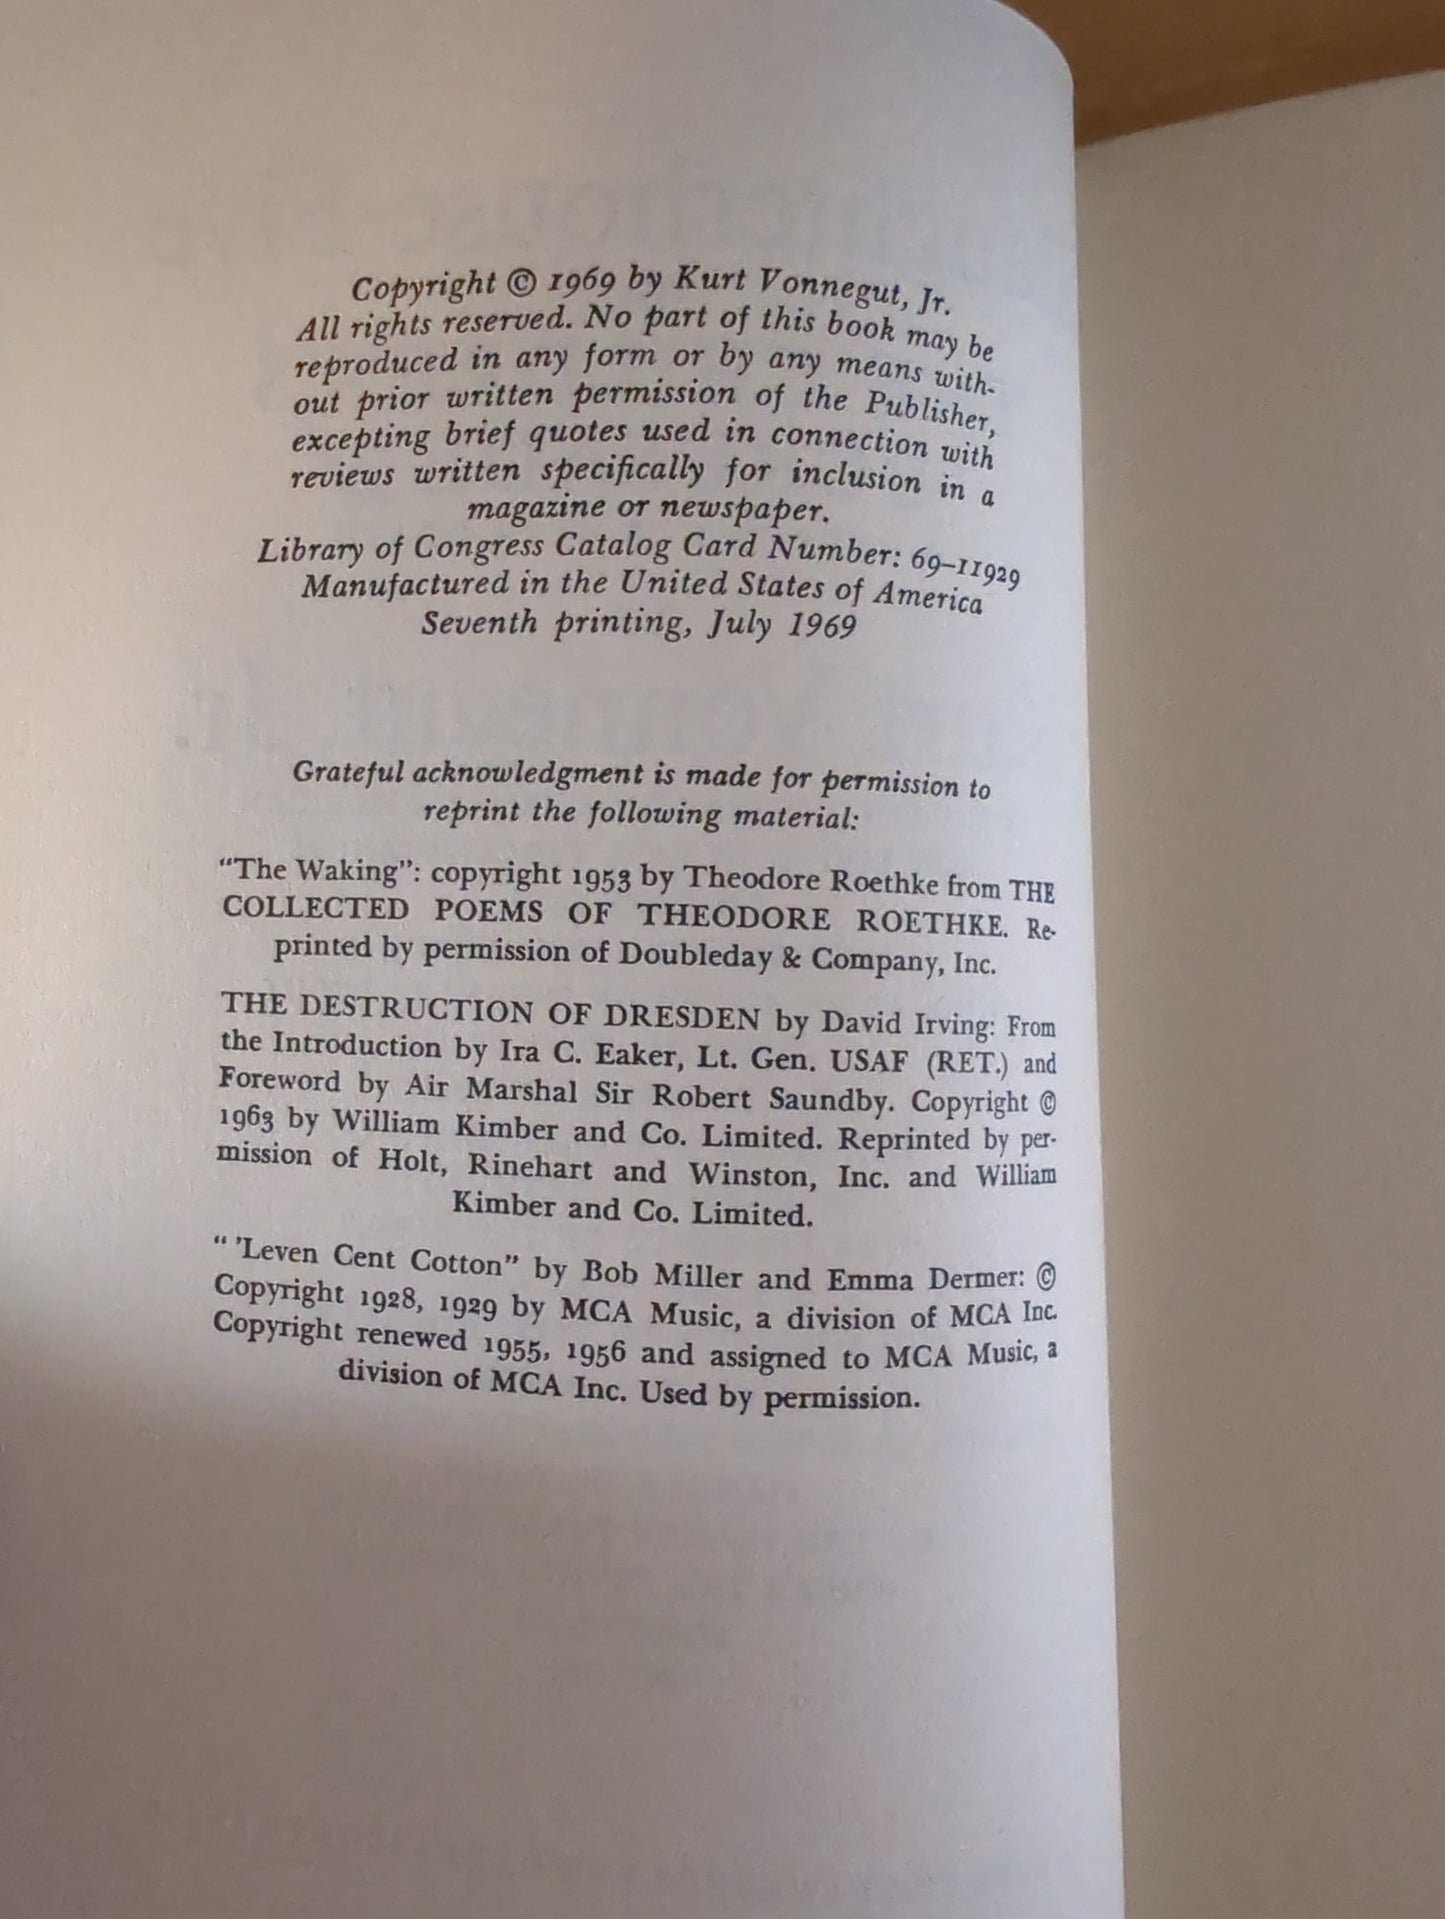 Copyright © 1969 by Kurt Vonnegut, Jr.
All rights reserved. No part of this book may be
reproduced in any form or by any means with-
out prior written permission of the Publisher,
excepting brief quotes used in connection with
reviews written specifically for inclusion in a
magazine or newspaper.
Library of Congress Catalog Card Number: 69–11929
Manufactured in the United States of America
Seventh printing, July 1969
Grateful acknowledgment is made for permission to
reprint the following material:
“The Waking”: copyright 1953 by Theodore Roethke from THE
COLLECTED POEMS OF THEODORE ROETHKE. Re-
printed by permission of Doubleday & Company, Inc.
THE DESTRUCTION OF DRESDEN by David Irving: From
the Introduction by Ira C. Eaker, Lt. Gen. USAF (RET.) and
Foreword by Air Marshal Sir Robert Saundby. Copyright ©
1963 by William Kimber and Co. Limited. Reprinted by per-
mission of Holt, Rinehart and Winston, Inc. and William
Kimber and Co. Limited.
“ ’Leven Cent Cotton” by Bob Miller and Emma Dermer: ©
Copyright 1928, 1929 by MCA Music, a division of MCA Inc.
Copyright renewed 1955, 1956 and assigned to MCA Music, a
division of MCA Inc. Used by permission.